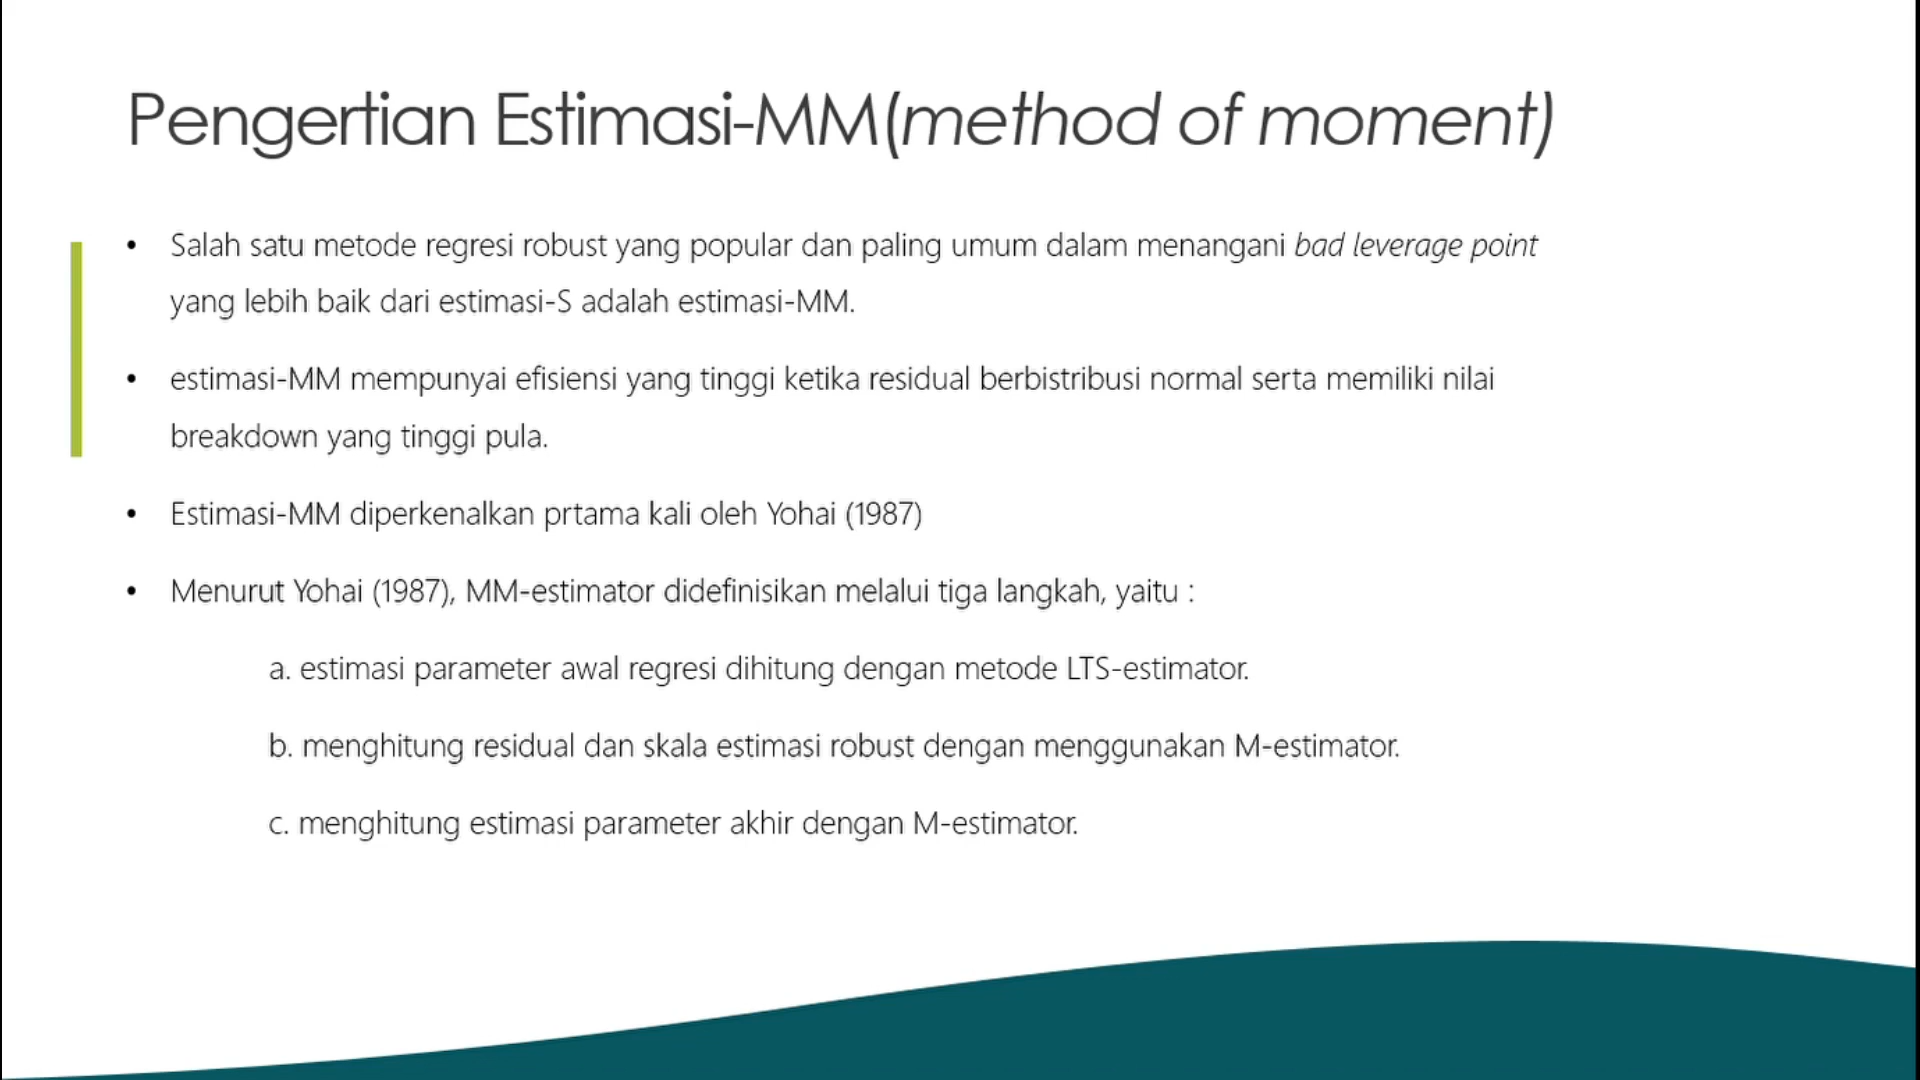 Pengertian Estimasi-MM(method of moment)
• Salah satu metode regresi robust yang popular dan paling umum dalam menangani bad leverage point
yang lebih baik dari estimasi-S adalah estimasi-MM.
• estimasi-MM mempunyai efisiensi yang tinggi ketika residual berbistribusi normal serta memiliki nilai
breakdown yang tinggi pula.
• Estimasi-MM diperkenalkan prtama kali oleh Yohai (1987)
• Menurut Yohai (1987), MM-estimator didefinisikan melalui tiga langkah, yaitu :
a. estimasi parameter awal regresi dihitung dengan metode LTS-estimator.
b. menghitung residual dan skala estimasi robust dengan menggunakan M-estimator.
c. menghitung estimasi parameter akhir dengan M-estimator.